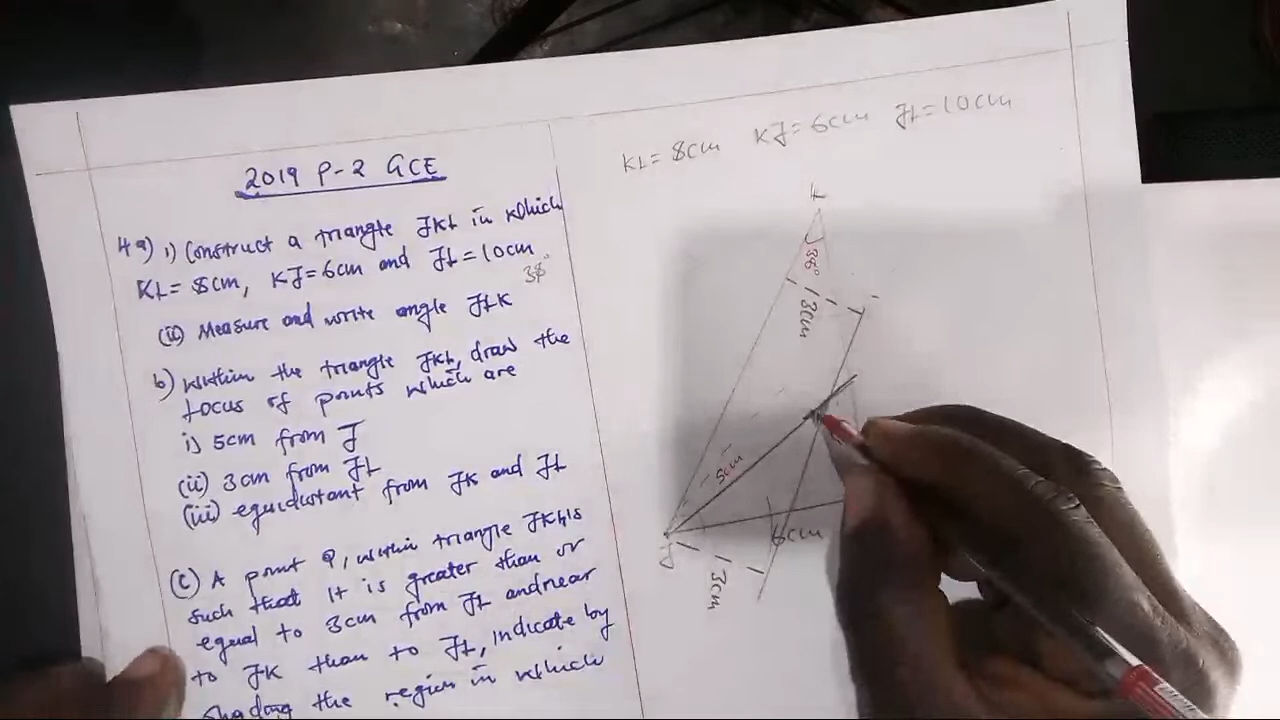 2019 P-2 GCE
4a) i) Construct a triangle JKL in which
KL = 8cm, KJ = 6cm and JL = 10cm
38°
(ii) Measure and write angle JLK
b) Within the triangle JKL, draw the
locus of points which are
i) 5cm from J
(ii) 3cm from JL
(iii) equidistant from JK and JL
(c) A point Q, within triangle JKL is
such that it is greater than or
equal to 3cm from JL and near
to JK than to JL, indicate by
shading the region in which
KL = 8cm KJ = 6cm JL = 10cm
38°
3cm
5cm
6cm
J
3cm